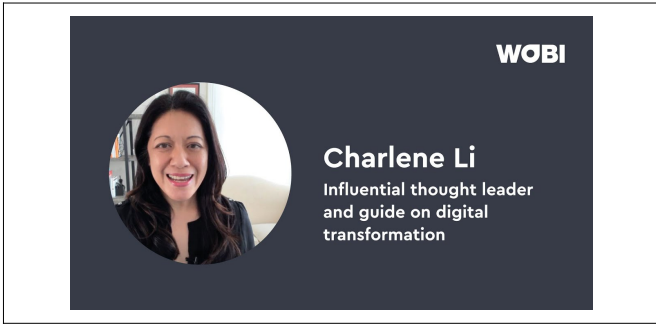 WOBI
Charlene Li
Influential thought leader
and guide on digital
transformation